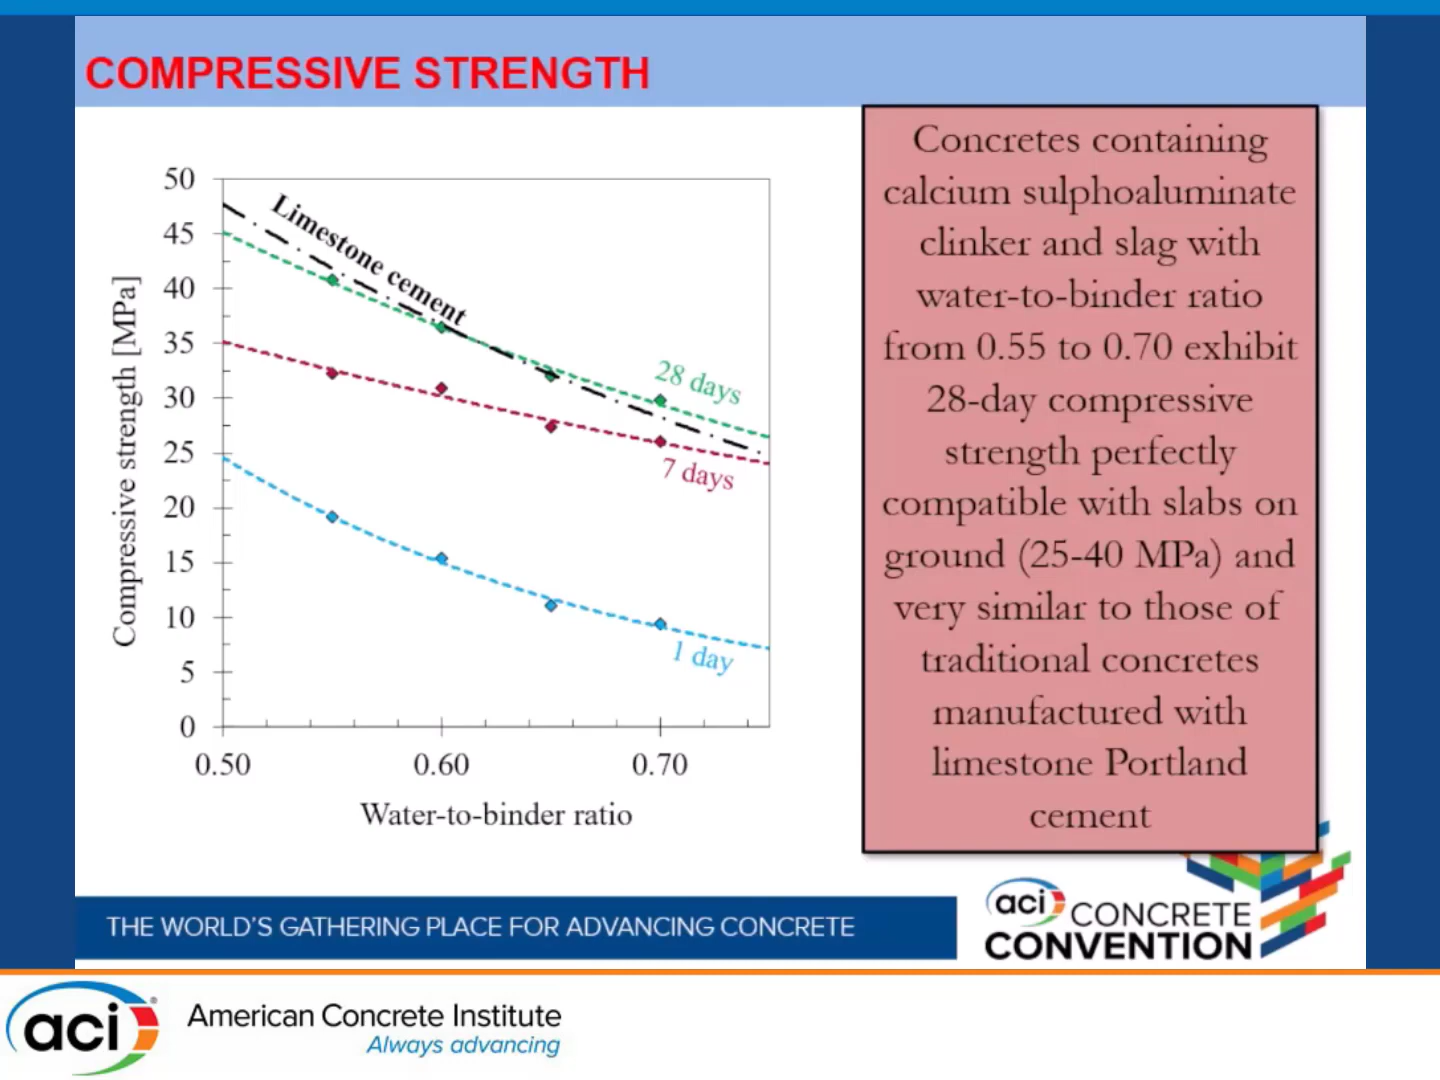 COMPRESSIVE STRENGTH
50
45
40
35
30
25
20
15
10
5
0
Compressive strength [MPa]
Limestone cement
28 days
7 days
1 day
0.50
0.60
0.70
Water-to-binder ratio
Concretes containing
calcium sulphoaluminate
clinker and slag with
water-to-binder ratio
from 0.55 to 0.70 exhibit
28-day compressive
strength perfectly
compatible with slabs on
ground (25-40 MPa) and
very similar to those of
traditional concretes
manufactured with
limestone Portland
cement
THE WORLD'S GATHERING PLACE FOR ADVANCING CONCRETE
aci CONCRETE
CONVENTION
aci®
American Concrete Institute
Always advancing